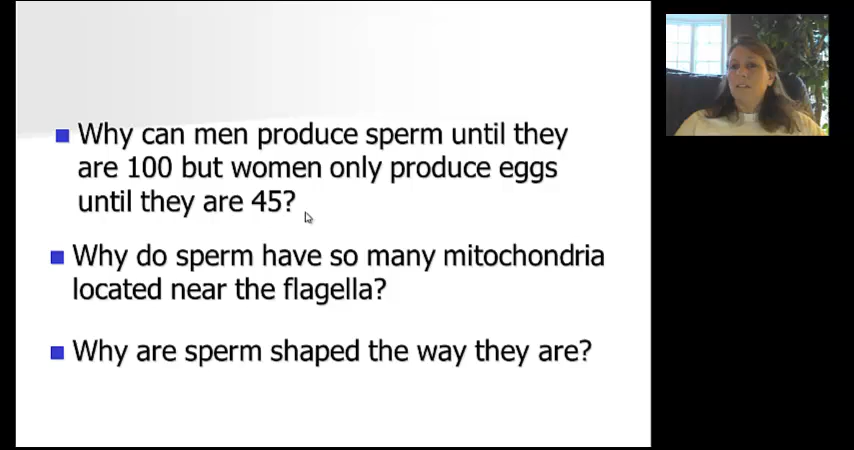 Why can men produce sperm until they
are 100 but women only produce eggs
until they are 45?
Why do sperm have so many mitochondria
located near the flagella?
Why are sperm shaped the way they are?